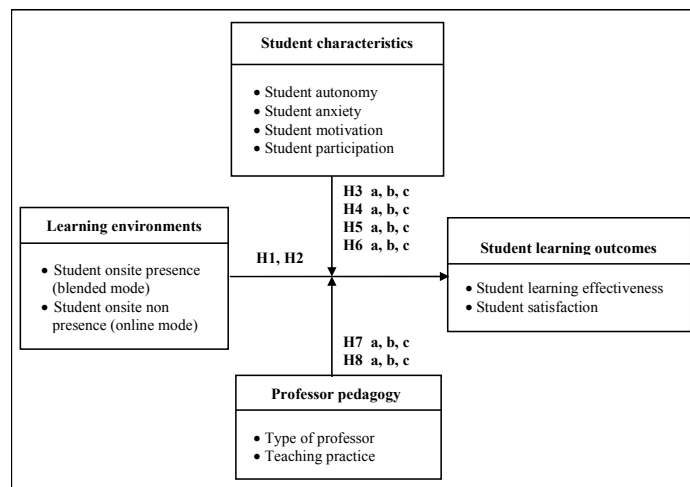 Student characteristics
• Student autonomy
• Student anxiety
• Student motivation
• Student participation
H3 a, b, c
H4 a, b, c
H5 a, b, c
H6 a, b, c
Learning environments
• Student onsite presence
(blended mode)
• Student onsite non
presence (online mode)
H1, H2
Student learning outcomes
• Student learning effectiveness
• Student satisfaction
H7 a, b, c
H8 a, b, c
Professor pedagogy
• Type of professor
• Teaching practice